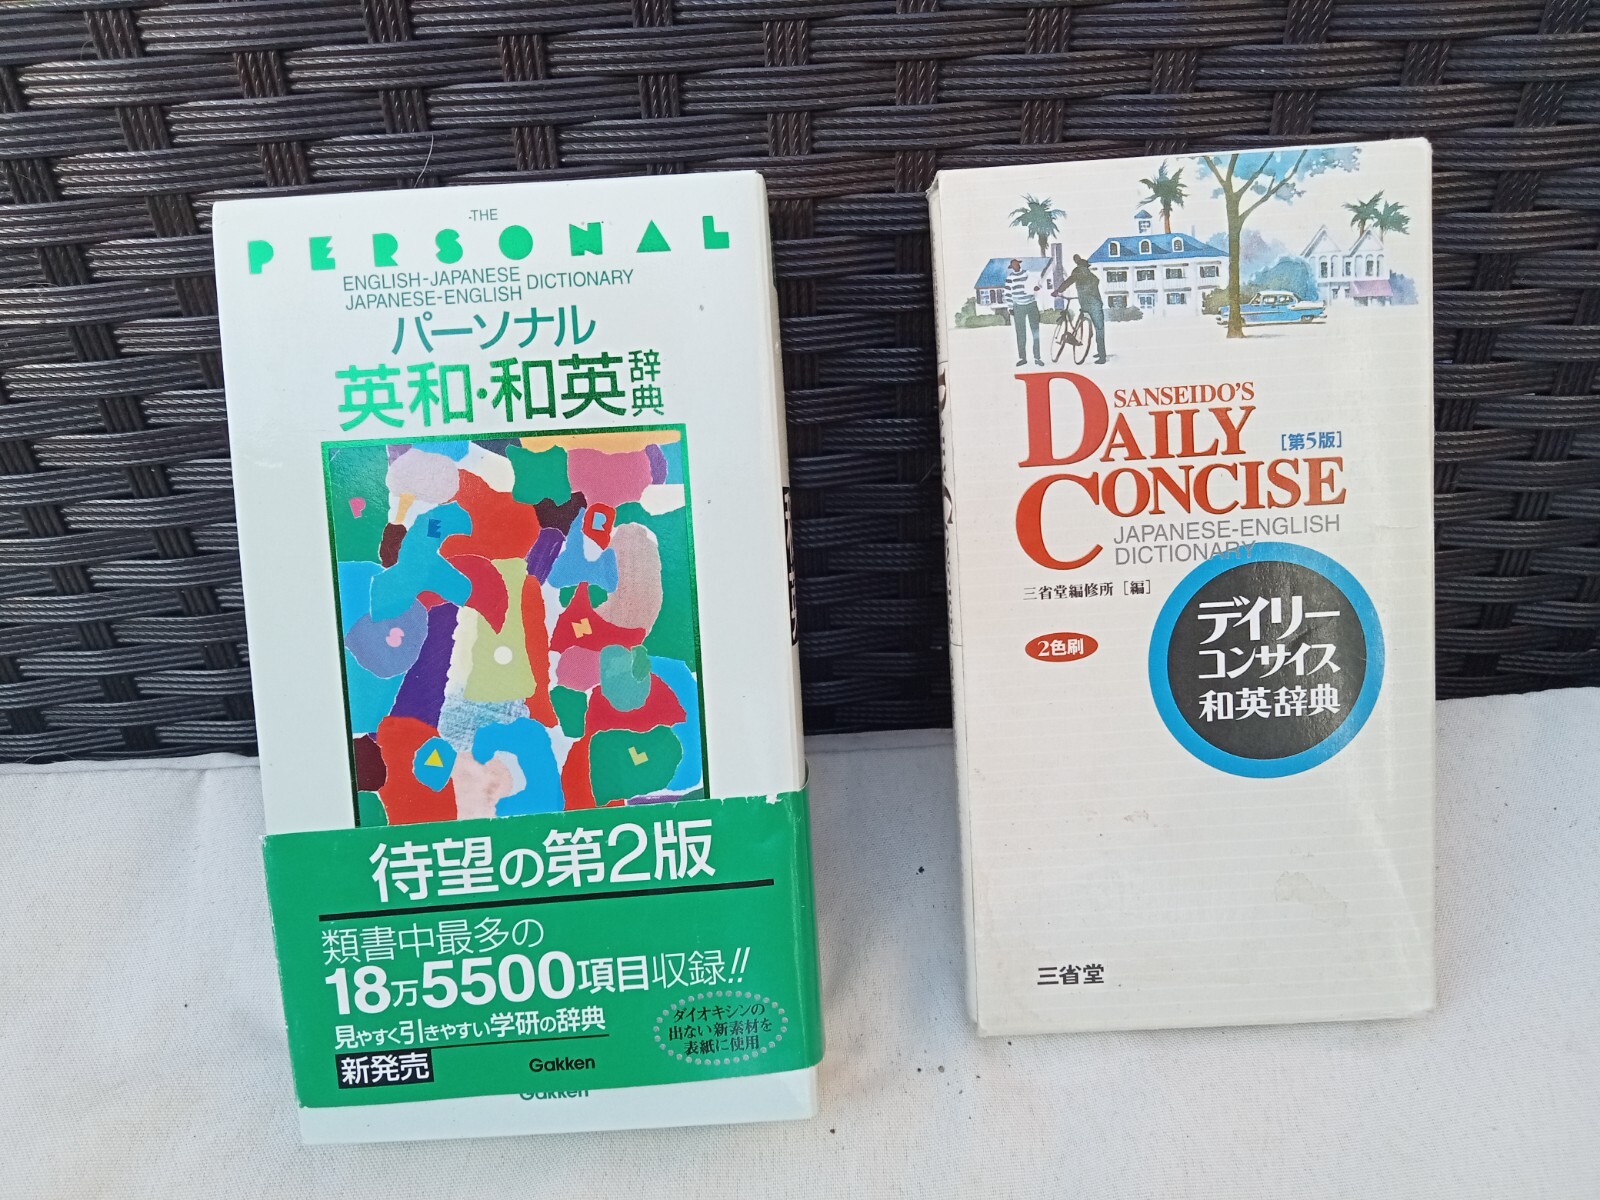 THE
PERSONAL
ENGLISH-JAPANESE
JAPANESE-ENGLISH DICTIONARY
パーソナル
英和・和英辞典
P
E
R
S
O
N
A
L
待望の第2版
類書中最多の
18万5500項目収録!!
見やすく引きやすい学研の辞典
新発売
Gakken
ダイオキシンの
出ない新素材を
表紙に使用
Gakken
SANSEIDO'S
DAILY
[第5版]
CONCISE
JAPANESE-ENGLISH
DICTIONARY
三省堂編修所[編]
2色刷
デイリー
コンサイス
和英辞典
三省堂